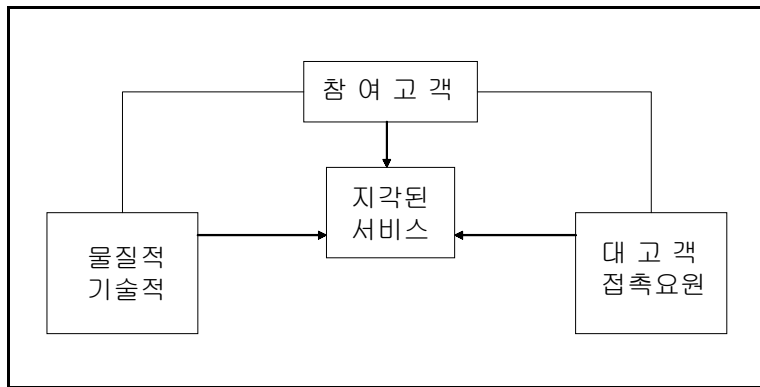 참 여 고 객
지각된
서비스
물질적
기술적
대 고 객
접촉요원